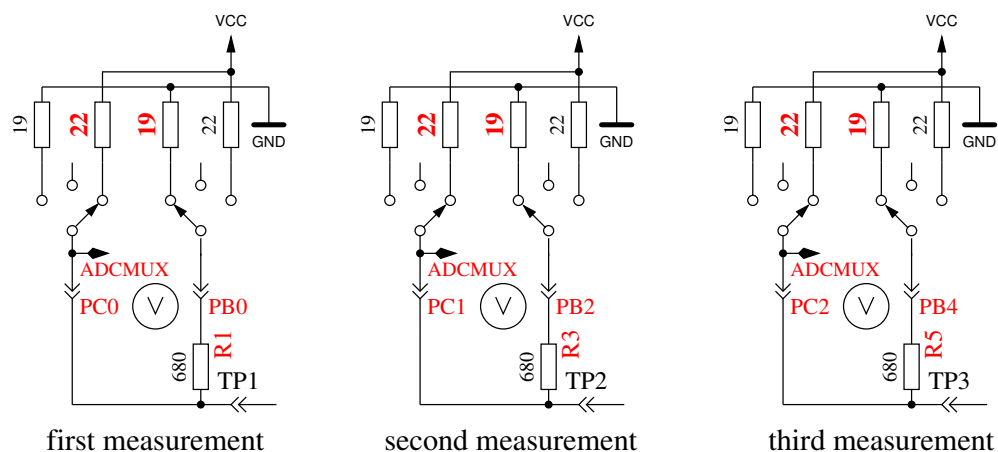 VCC
19
22
19
22
GND
ADCMUX
PC0
V
PB0
R1
680
TP1
first measurement
VCC
19
22
19
22
GND
ADCMUX
PC1
V
PB2
R3
680
TP2
second measurement
VCC
19
22
19
22
GND
ADCMUX
PC2
V
PB4
R5
680
TP3
third measurement